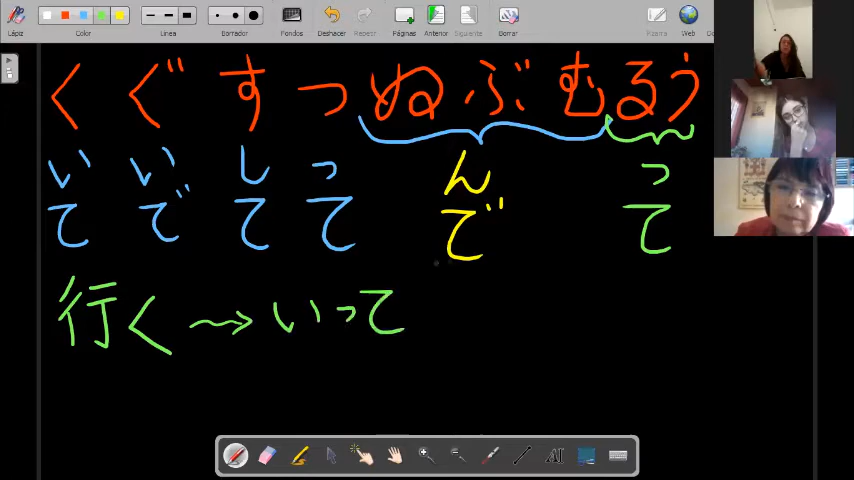 Lápiz Color Línea Borrador Fondos Deshacer Repetir Páginas Anterior Siguiente Borrar Pizarra Web
く ぐ す つ ぬ ぶ む る う
い い し っ ん っ
て で て て で て
行く → いって